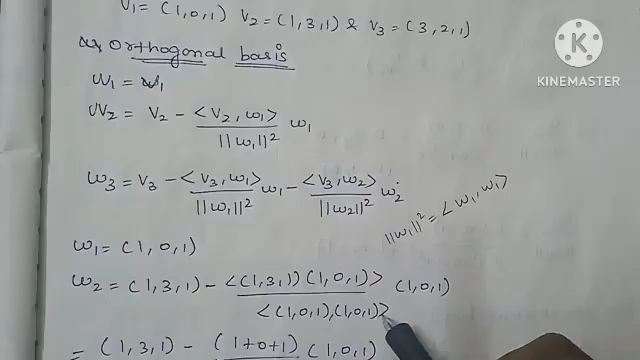 V₁ = (1,0,1) V₂ = (1,3,1) & V₃ = (3,2,1)
Orthogonal basis
W₁ = V₁
W₂ = V₂ - <V₂, W₁> / ||W₁||² W₁
W₃ = V₃ - <V₃, W₁> / ||W₁||² W₁ - <V₃, W₂> / ||W₂||² W₂
||W₁||² = <W₁, W₁>
W₁ = (1,0,1)
W₂ = (1,3,1) - <(1,3,1) (1,0,1)> / <(1,0,1),(1,0,1)> (1,0,1)
= (1,3,1) - (1+0+1) (1,0,1)
KINEMASTER